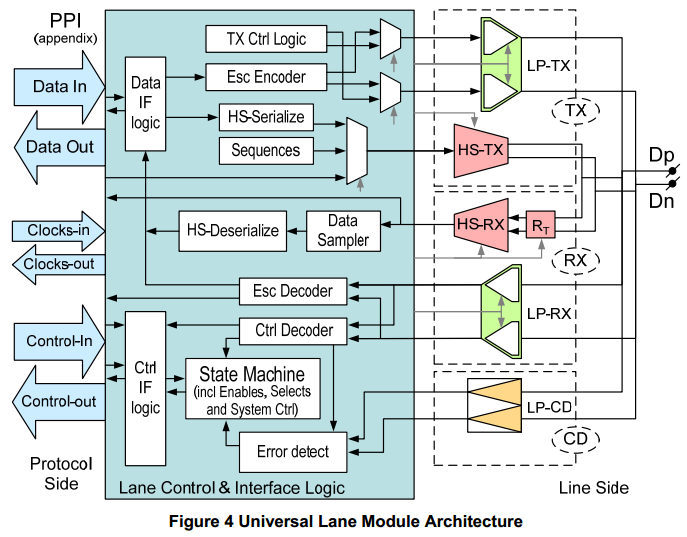 PPI
(appendix)
Data In
Data Out
Clocks-in
Clocks-out
Control-In
Control-out
Protocol
Side
Data
IF
logic
TX Ctrl Logic
Esc Encoder
HS-Serialize
Sequences
HS-Deserialize
Data
Sampler
Esc Decoder
Ctrl Decoder
Ctrl
IF
logic
State Machine
(incl Enables, Selects
and System Ctrl)
Error detect
Lane Control & Interface Logic
LP-TX
TX
HS-TX
HS-RX
RT
RX
LP-RX
LP-CD
CD
Dp
Dn
Line Side
Figure 4 Universal Lane Module Architecture